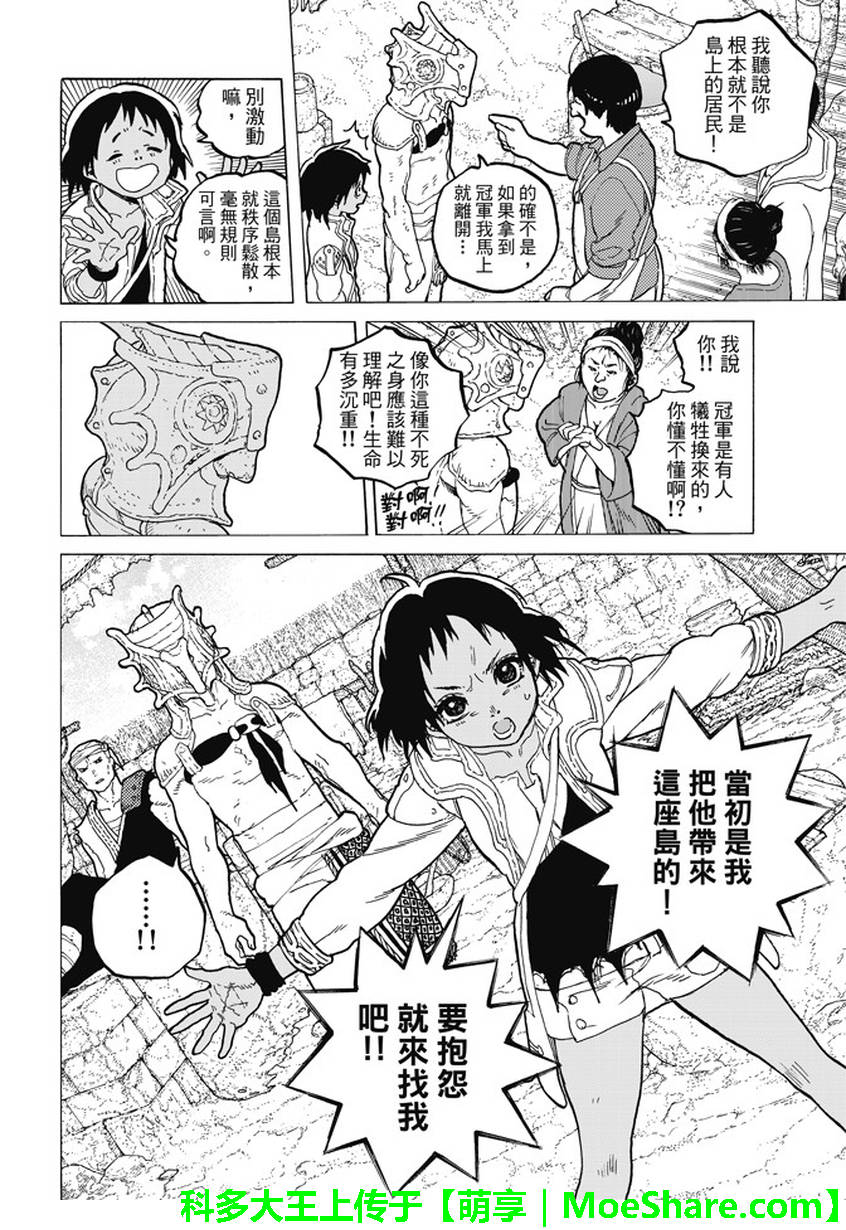 我聽說你
根本就不是
島上的居民！
的確不是，
如果拿到
冠軍我馬上
就離開…
別激動
嘛，
這個島根本
就秩序鬆散，
毫無規則
可言啊。
我說
你!!
冠軍是有人
犧牲換來的，
你懂不懂啊!?
像你這種不死
之身應該難以
理解吧！生命
有多沉重!!
對啊
對啊!!
當初是我
把他帶來
這座島的！
要抱怨
就來找我
吧!!
……!!
科多大王上传于【萌享｜MoeShare.com】